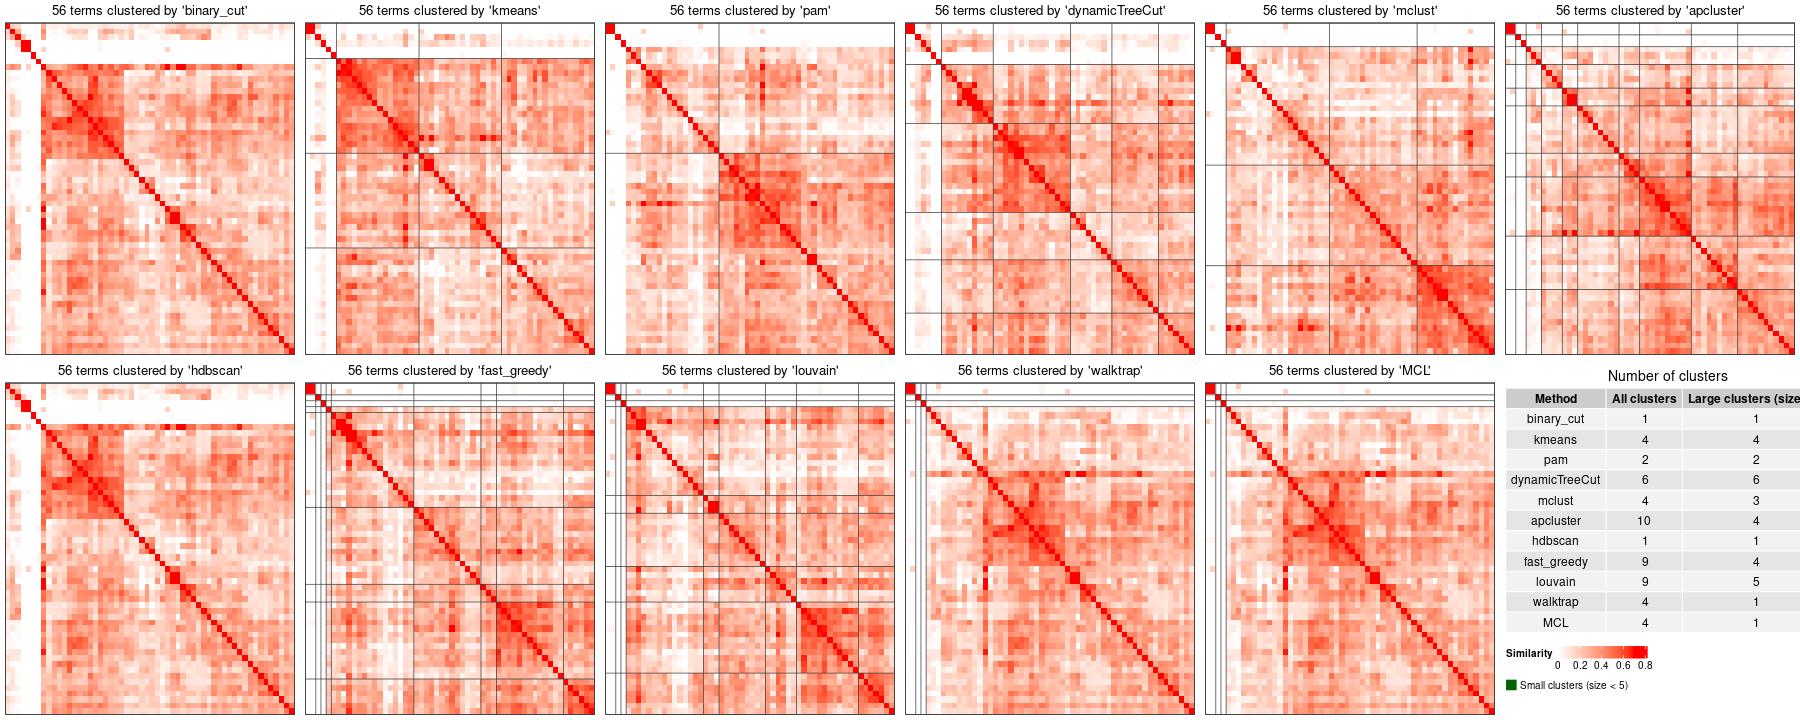 56 terms clustered by 'binary_cut'
56 terms clustered by 'kmeans'
56 terms clustered by 'pam'
56 terms clustered by 'dynamicTreeCut'
56 terms clustered by 'mclust'
56 terms clustered by 'apcluster'
56 terms clustered by 'hdbscan'
56 terms clustered by 'fast_greedy'
56 terms clustered by 'louvain'
56 terms clustered by 'walktrap'
56 terms clustered by 'MCL'
Number of clusters
Method All clusters Large clusters (size
binary_cut 1 1
kmeans 4 4
pam 2 2
dynamicTreeCut 6 6
mclust 4 3
apcluster 10 4
hdbscan 1 1
fast_greedy 9 4
louvain 9 5
walktrap 4 1
MCL 4 1
Similarity
0 0.2 0.4 0.6 0.8
Small clusters (size < 5)